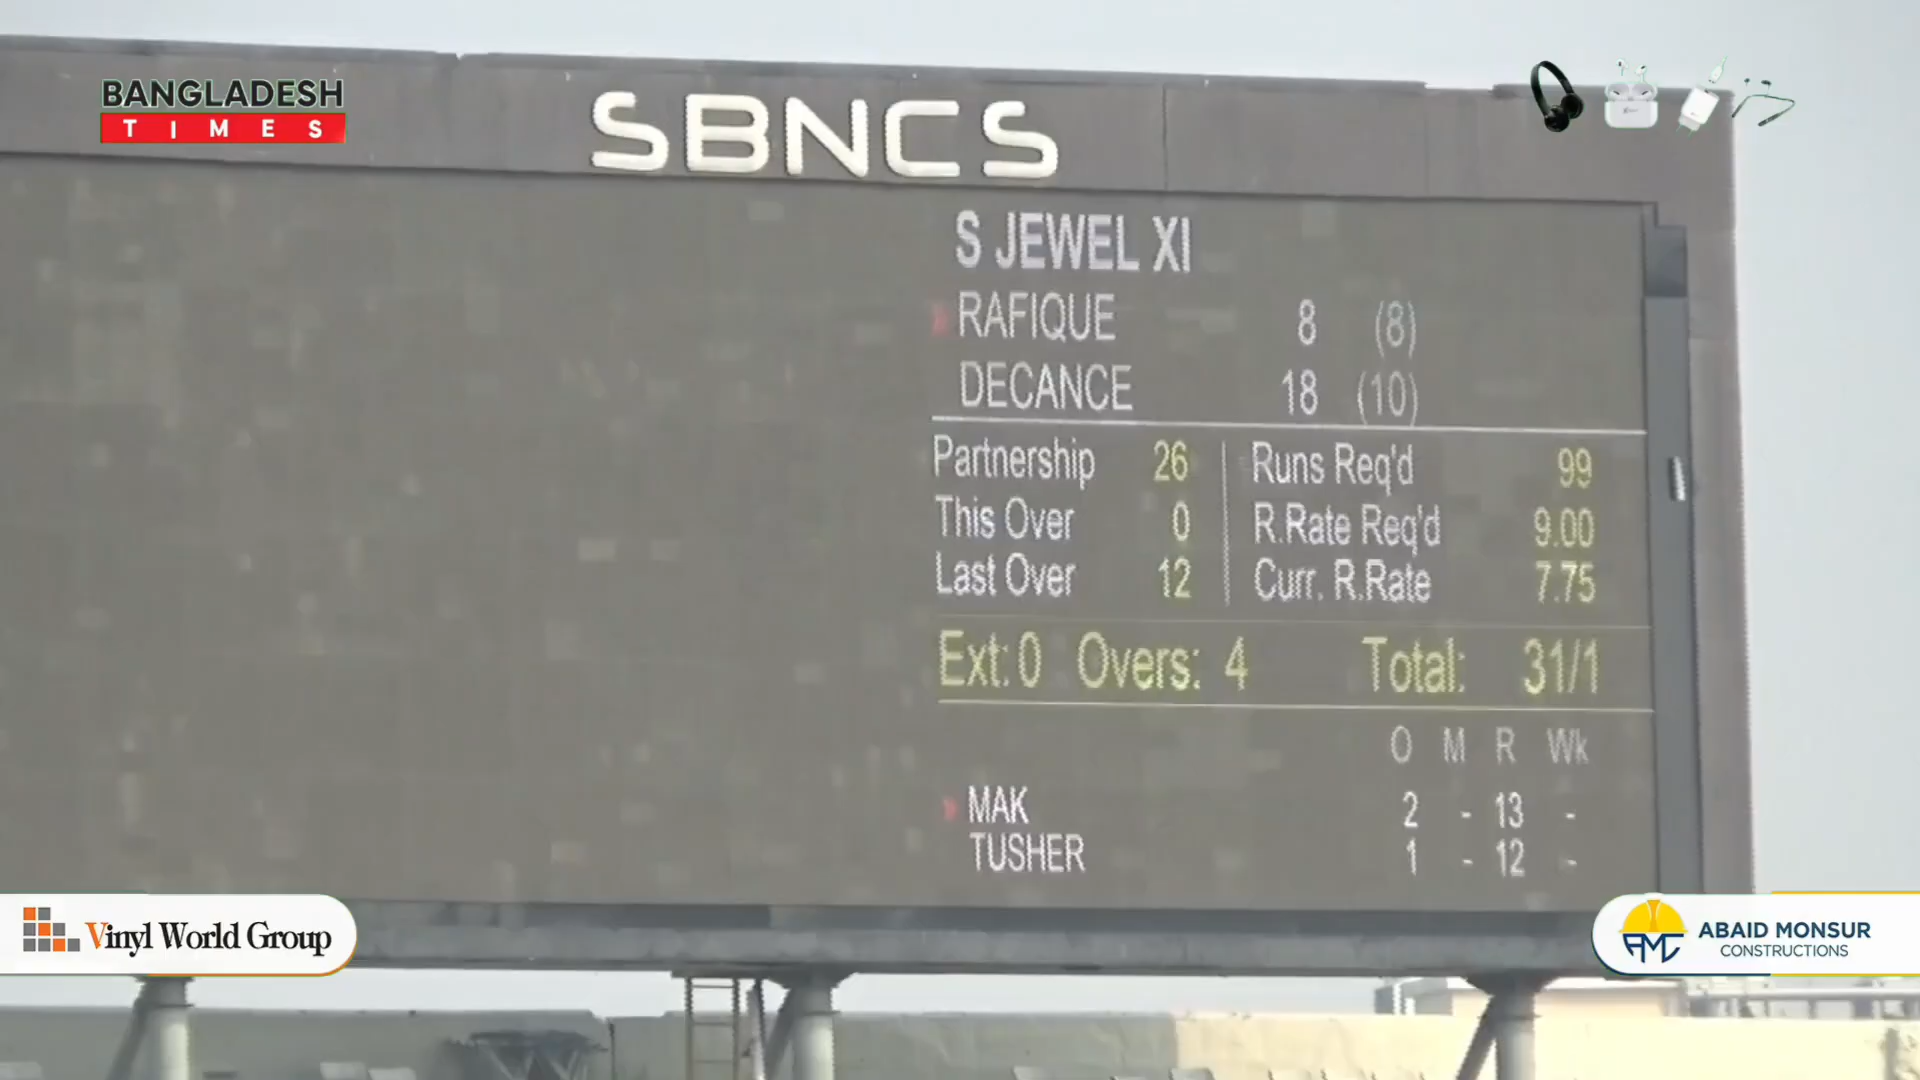 BANGLADESH
TIMES
SBNCS
S JEWEL XI
RAFIQUE 8 (8)
DECANCE 18 (10)
Partnership 26 Runs Req'd 99
This Over 0 R.Rate Req'd 9.00
Last Over 12 Curr. R.Rate 7.75
Ext: 0 Overs: 4 Total: 31/1
O M R Wk
MAK 2 - 13 -
TUSHER 1 - 12 -
Vinyl World Group
AMC
ABAID MONSUR
CONSTRUCTIONS